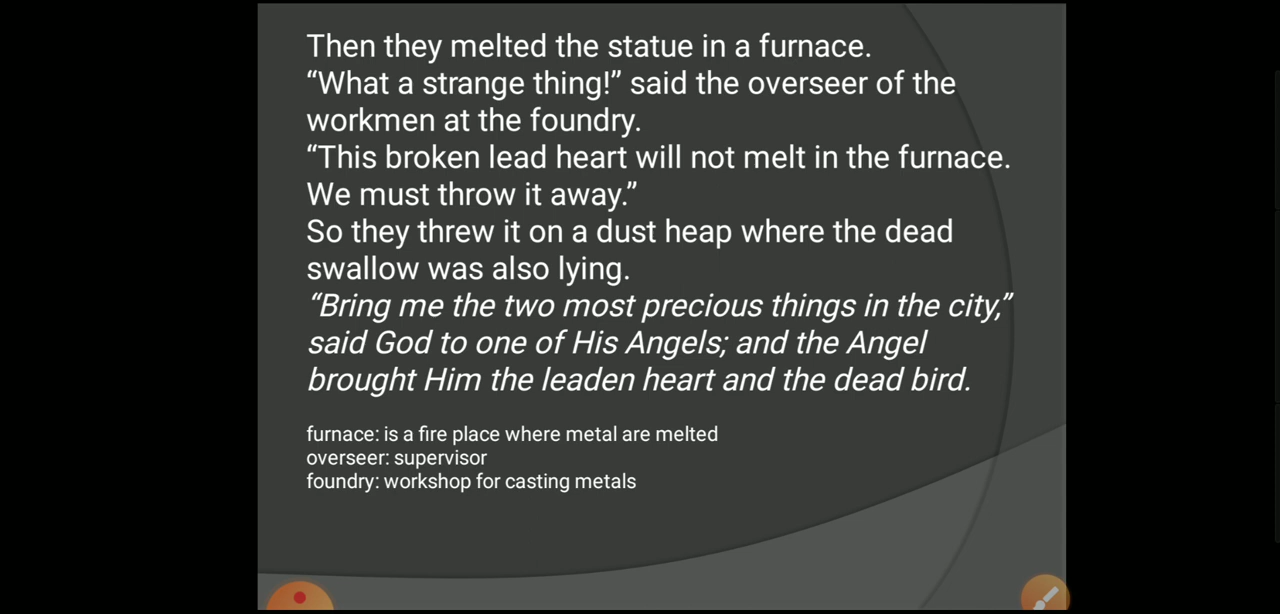 Then they melted the statue in a furnace.
“What a strange thing!” said the overseer of the
workmen at the foundry.
“This broken lead heart will not melt in the furnace.
We must throw it away.”
So they threw it on a dust heap where the dead
swallow was also lying.
“Bring me the two most precious things in the city,”
said God to one of His Angels; and the Angel
brought Him the leaden heart and the dead bird.
furnace: is a fire place where metal are melted
overseer: supervisor
foundry: workshop for casting metals